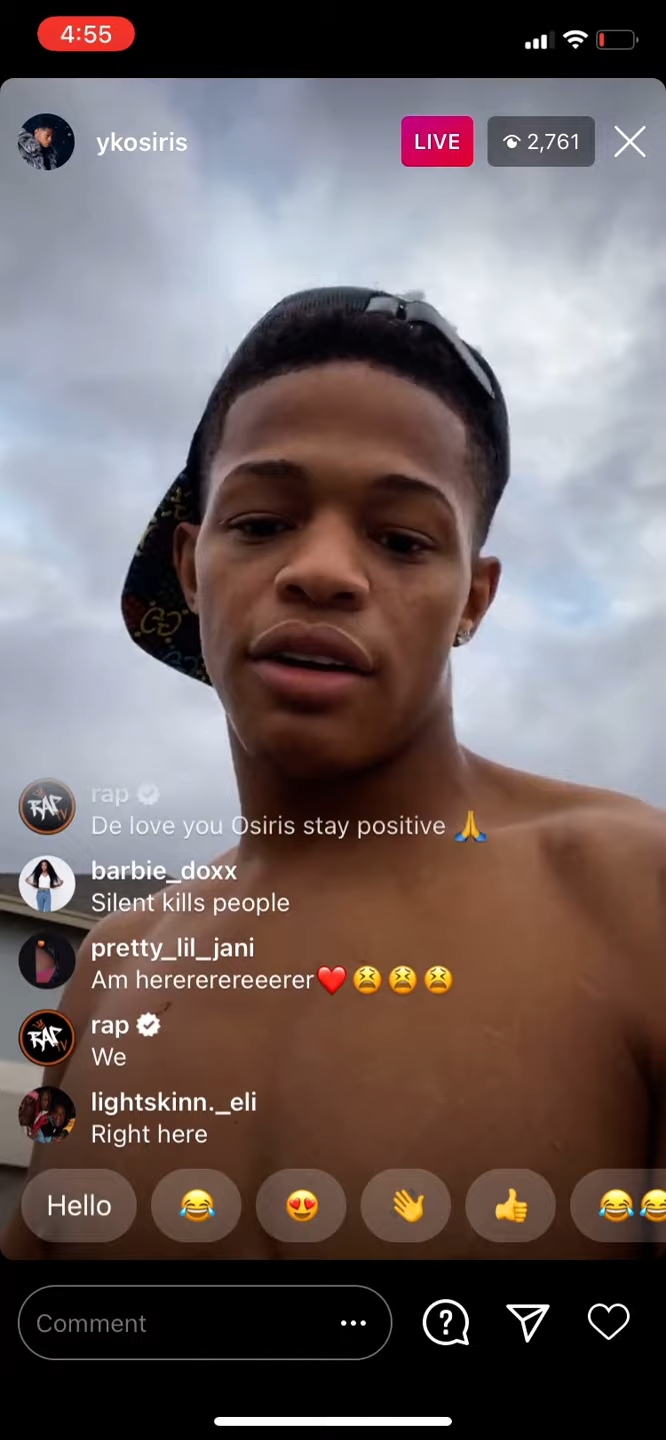 4:55
ykosiris
LIVE
2,761
rap
De love you Osiris stay positive 🙏
barbie_doxx
Silent kills people
pretty_lil_jani
Am herererereeerer❤️😫😫😫
rap
We
lightskinn._eli
Right here
Hello
Comment